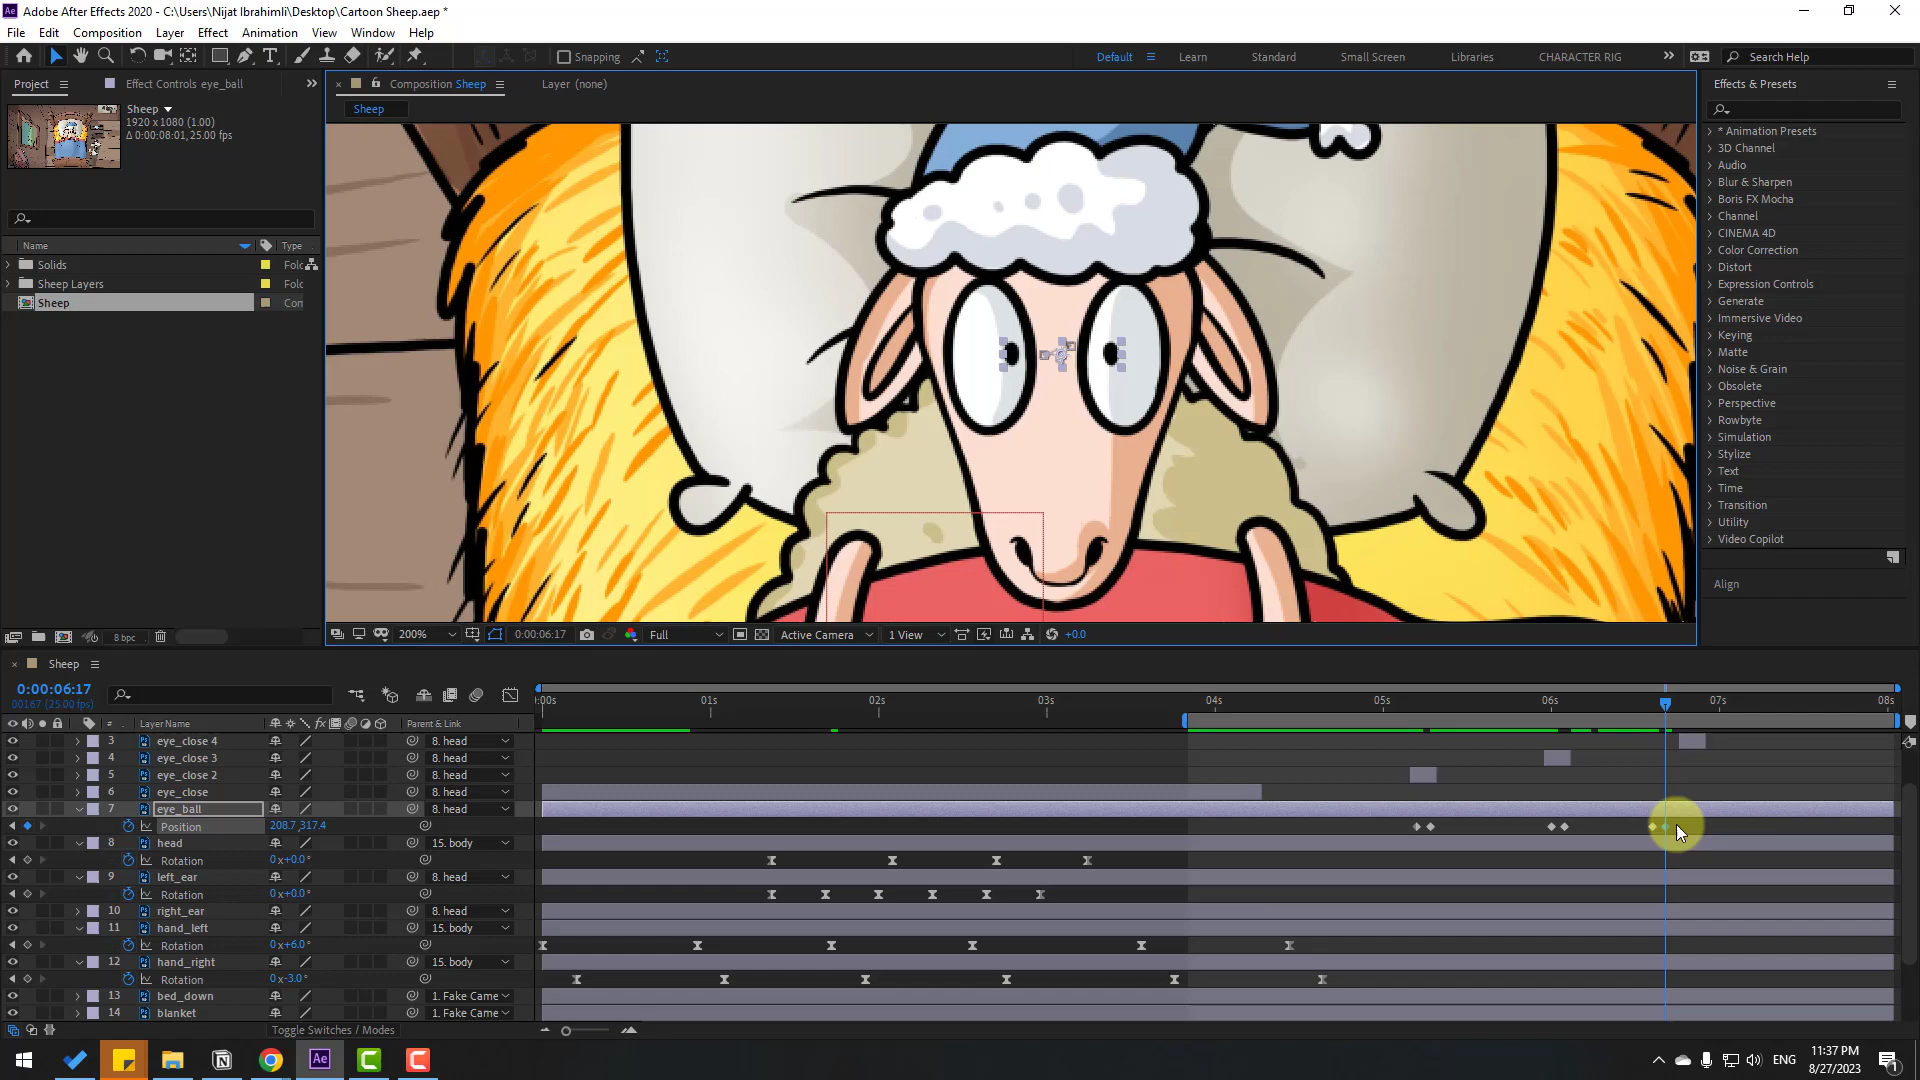 Adobe After Effects 2020 - C:\Users\Nijat Ibrahimli\Desktop\Cartoon Sheep.aep *
File Edit Composition Layer Effect Animation View Window Help
Snapping Default Learn Standard Small Screen Libraries CHARACTER RIG Search Help
Project Effect Controls eye_ball Composition Sheep Layer (none) Effects & Presets
Sheep
Sheep
1920 x 1080 (1.00)
Δ 0:00:08:01, 25.00 fps
Name Type
Solids Folc
Sheep Layers Folc
Sheep Con
* Animation Presets
3D Channel
Audio
Blur & Sharpen
Boris FX Mocha
Channel
CINEMA 4D
Color Correction
Distort
Expression Controls
Generate
Immersive Video
Keying
Matte
Noise & Grain
Obsolete
Perspective
Rowbyte
Simulation
Stylize
Text
Time
Transition
Utility
Video Copilot
Align
8 bpc 200% 0:00:06:17 Full Active Camera 1 View +0.0
Sheep
0:00:06:17
00167 (25.00 fps)
:00s 01s 02s 03s 04s 05s 06s 07s 08s
# Layer Name Parent & Link
3 eye_close 4 8. head
4 eye_close 3 8. head
5 eye_close 2 8. head
6 eye_close 8. head
7 eye_ball 8. head
Position 208.7,317.4
8 head 15. body
Rotation 0x+0.0°
9 left_ear 8. head
Rotation 0x+0.0°
10 right_ear 8. head
11 hand_left 15. body
Rotation 0x+6.0°
12 hand_right 15. body
Rotation 0x-3.0°
13 bed_down 1. Fake Came
14 blanket 1. Fake Came
Toggle Switches / Modes
ENG 11:37 PM
8/27/2023